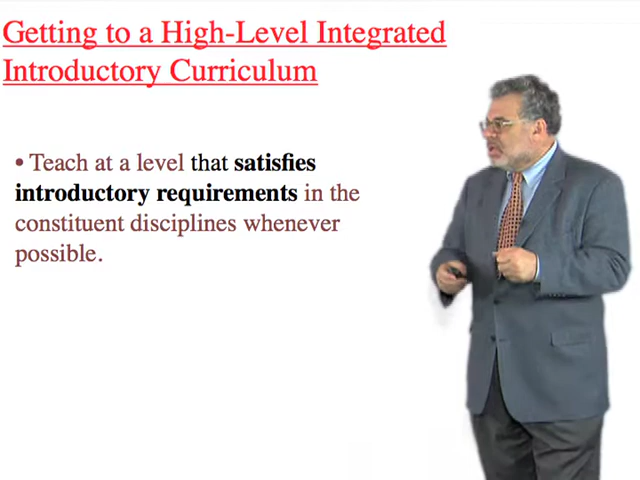 Getting to a High-Level Integrated
Introductory Curriculum
• Teach at a level that satisfies
introductory requirements in the
constituent disciplines whenever
possible.